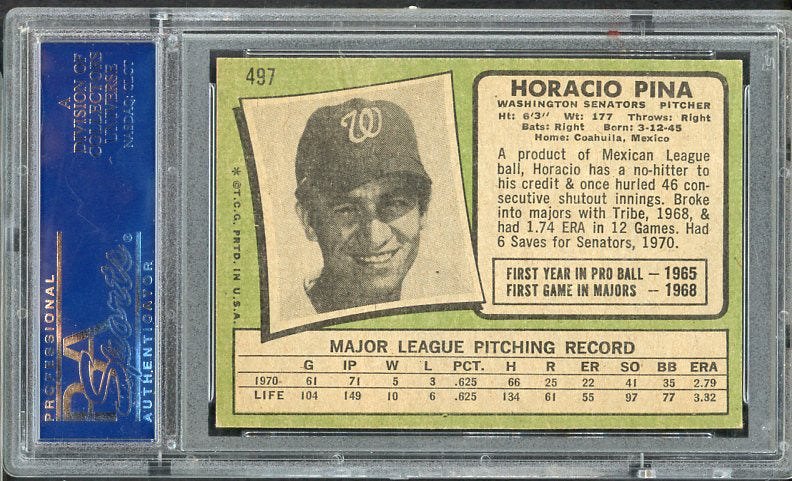 A
DIVISION OF
COLLECTORS
UNIVERSE
NASDAQ: CLCT
PROFESSIONAL
PSA
Sports®
AUTHENTICATOR
497
W
* ©T.C.G. PRTD. IN U.S.A.
HORACIO PINA
WASHINGTON SENATORS PITCHER
Ht: 6'3" Wt: 177 Throws: Right
Bats: Right Born: 3-12-45
Home: Coahuila, Mexico
A product of Mexican League
ball, Horacio has a no-hitter to
his credit & once hurled 46 con-
secutive shutout innings. Broke
into majors with Tribe, 1968, &
had 1.74 ERA in 12 Games. Had
6 Saves for Senators, 1970.
FIRST YEAR IN PRO BALL — 1965
FIRST GAME IN MAJORS — 1968
MAJOR LEAGUE PITCHING RECORD
G IP W L PCT. H R ER SO BB ERA
1970 61 71 5 3 .625 66 25 22 41 35 2.79
LIFE 104 149 10 6 .625 134 61 55 97 77 3.32